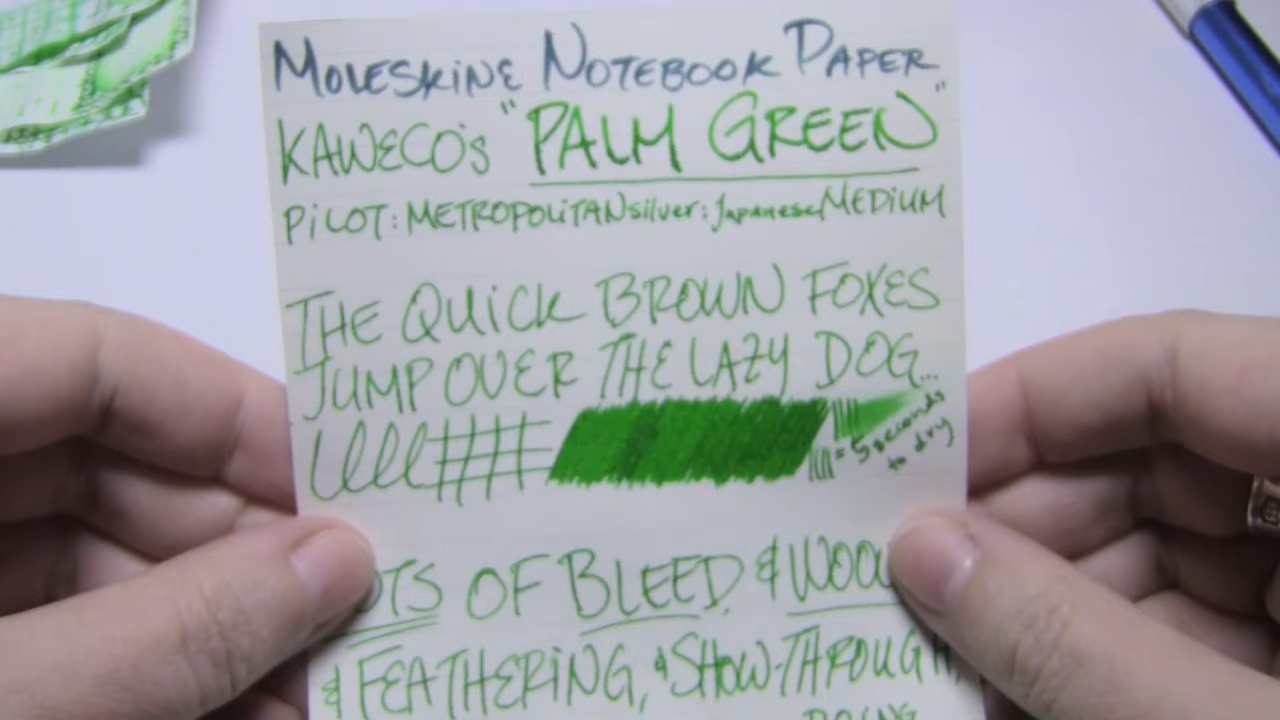 MOLESKINE NOTEBOOK PAPER
KAWECO'S "PALM GREEN"
PiLOT: METROPOLiTAN silver: Japanese MEDiUM
THE QUiCK BROWN FOXES
JUMP OVER THE LAZY DOG...
= 5 seconds
to dry
OF BLEED, &
& FEATHERiNG, & SHOW-THROUGH,